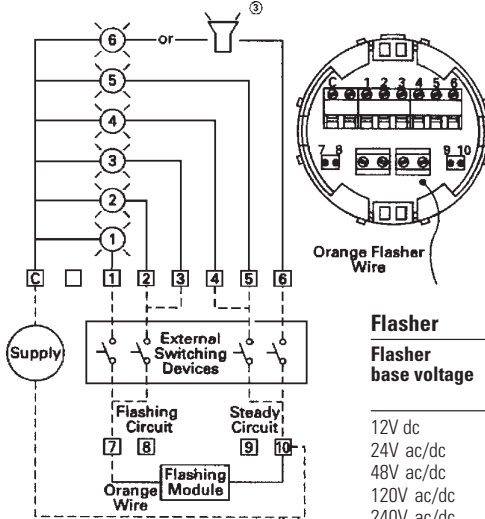 6
or
③
5
4
3
2
1
C 1 2 3 4 5 6
External
Switching
Devices
Supply
Flashing
Circuit
Steady
Circuit
7 8 9 10
Flashing
Module
Orange
Wire
C 1 2 3 4 5 6
7 8 9 10
Orange Flasher
Wire
Flasher
Flasher
base voltage
12V dc
24V ac/dc
48V ac/dc
120V ac/dc
240V ac/dc